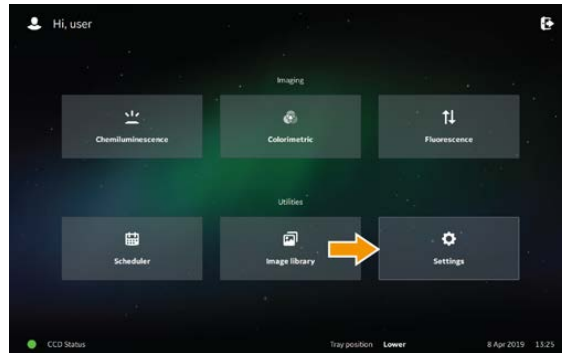 Hi, user
Imaging
Chemiluminescence
Colorimetric
Fluorescence
Utilities
Scheduler
Image library
Settings
CCD Status
Tray position Lower
8 Apr 2019 13:25